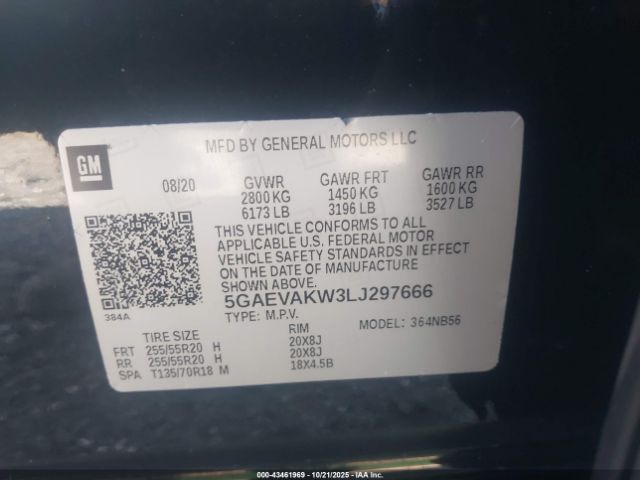 MFD BY GENERAL MOTORS LLC
GM
08/20 GVWR GAWR FRT GAWR RR
2800 KG 1450 KG 1600 KG
6173 LB 3196 LB 3527 LB
THIS VEHICLE CONFORMS TO ALL
APPLICABLE U.S. FEDERAL MOTOR
VEHICLE SAFETY STANDARDS IN EFFECT
ON THE DATE OF MANUFACTURE
SHOWN ABOVE.
384A
5GAEVAKW3LJ297666
TYPE: M.P.V. MODEL: 364NB56
TIRE SIZE RIM
FRT 255/55R20 H 20X8J
RR 255/55R20 H 20X8J
SPA T135/70R18 M 18X4.5B
000-43461969 - 10/21/2025 - IAA Inc.